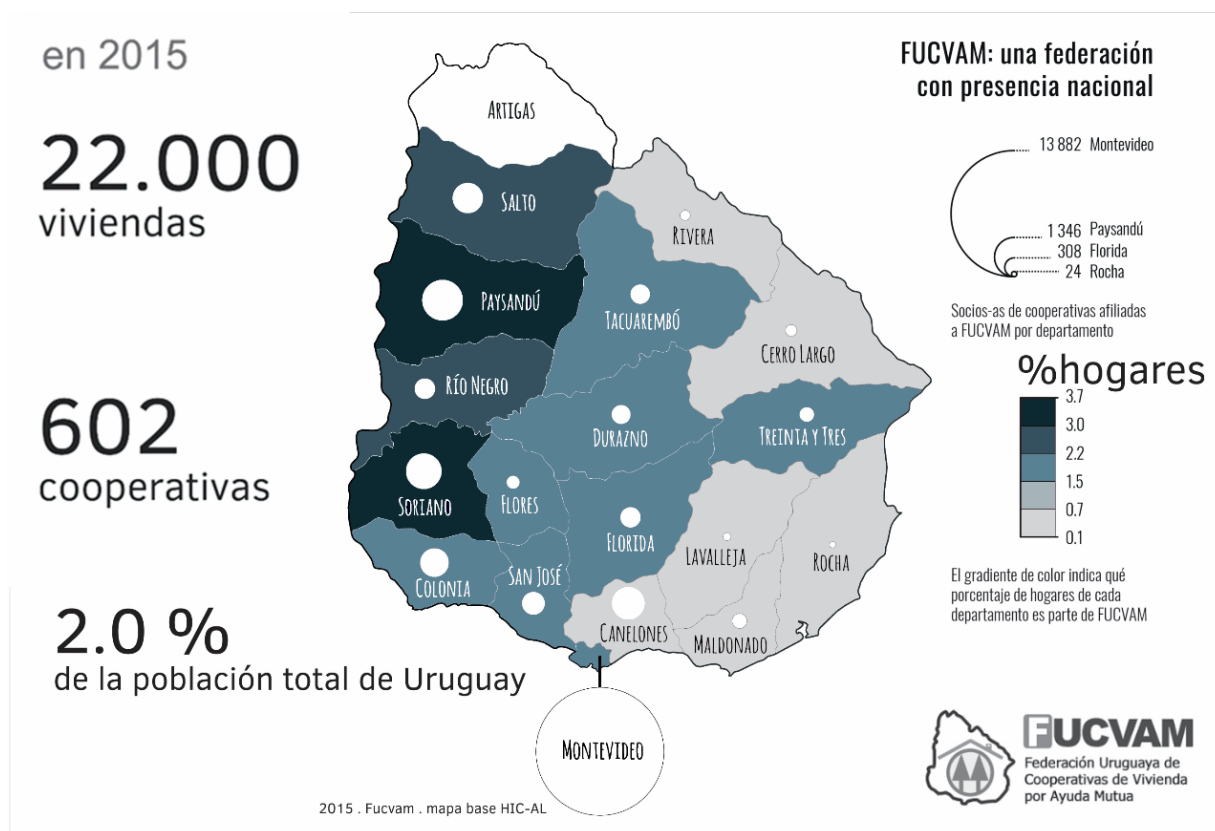 en 2015
22.000
viviendas
602
cooperativas
2.0 %
de la población total de Uruguay
ARTIGAS
SALTO
RIVERA
PAYSANDÚ
TACUAREMBÓ
CERRO LARGO
RÍO NEGRO
DURAZNO
TREINTA Y TRES
SORIANO
FLORES
FLORIDA
LAVALLEJA
ROCHA
COLONIA
SAN JOSÉ
CANELONES
MALDONADO
MONTEVIDEO
2015 . Fucvam . mapa base HIC-AL
FUCVAM: una federación
con presencia nacional
13 882 Montevideo
1 346 Paysandú
308 Florida
24 Rocha
Socios-as de cooperativas afiliadas
a FUCVAM por departamento
%hogares
3.7
3.0
2.2
1.5
0.7
0.1
El gradiente de color indica qué
porcentaje de hogares de cada
departamento es parte de FUCVAM
FUCVAM
Federación Uruguaya de
Cooperativas de Vivienda
por Ayuda Mutua